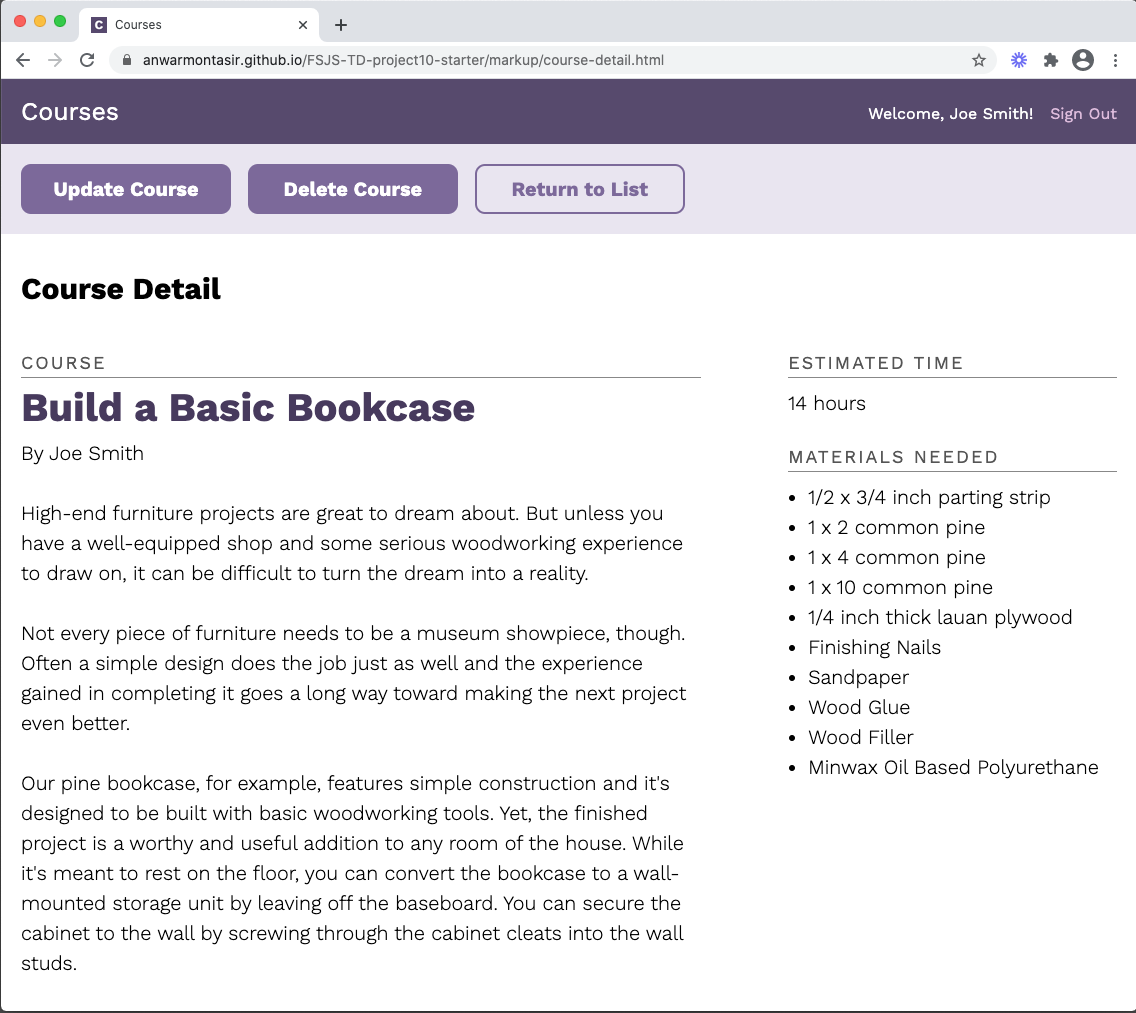 C Courses
anwarmontasir.github.io/FSJS-TD-project10-starter/markup/course-detail.html
Courses
Welcome, Joe Smith! Sign Out
Update Course Delete Course Return to List
Course Detail
COURSE
Build a Basic Bookcase
By Joe Smith
High-end furniture projects are great to dream about. But unless you
have a well-equipped shop and some serious woodworking experience
to draw on, it can be difficult to turn the dream into a reality.
Not every piece of furniture needs to be a museum showpiece, though.
Often a simple design does the job just as well and the experience
gained in completing it goes a long way toward making the next project
even better.
Our pine bookcase, for example, features simple construction and it's
designed to be built with basic woodworking tools. Yet, the finished
project is a worthy and useful addition to any room of the house. While
it's meant to rest on the floor, you can convert the bookcase to a wall-
mounted storage unit by leaving off the baseboard. You can secure the
cabinet to the wall by screwing through the cabinet cleats into the wall
studs.
ESTIMATED TIME
14 hours
MATERIALS NEEDED
• 1/2 x 3/4 inch parting strip
• 1 x 2 common pine
• 1 x 4 common pine
• 1 x 10 common pine
• 1/4 inch thick lauan plywood
• Finishing Nails
• Sandpaper
• Wood Glue
• Wood Filler
• Minwax Oil Based Polyurethane